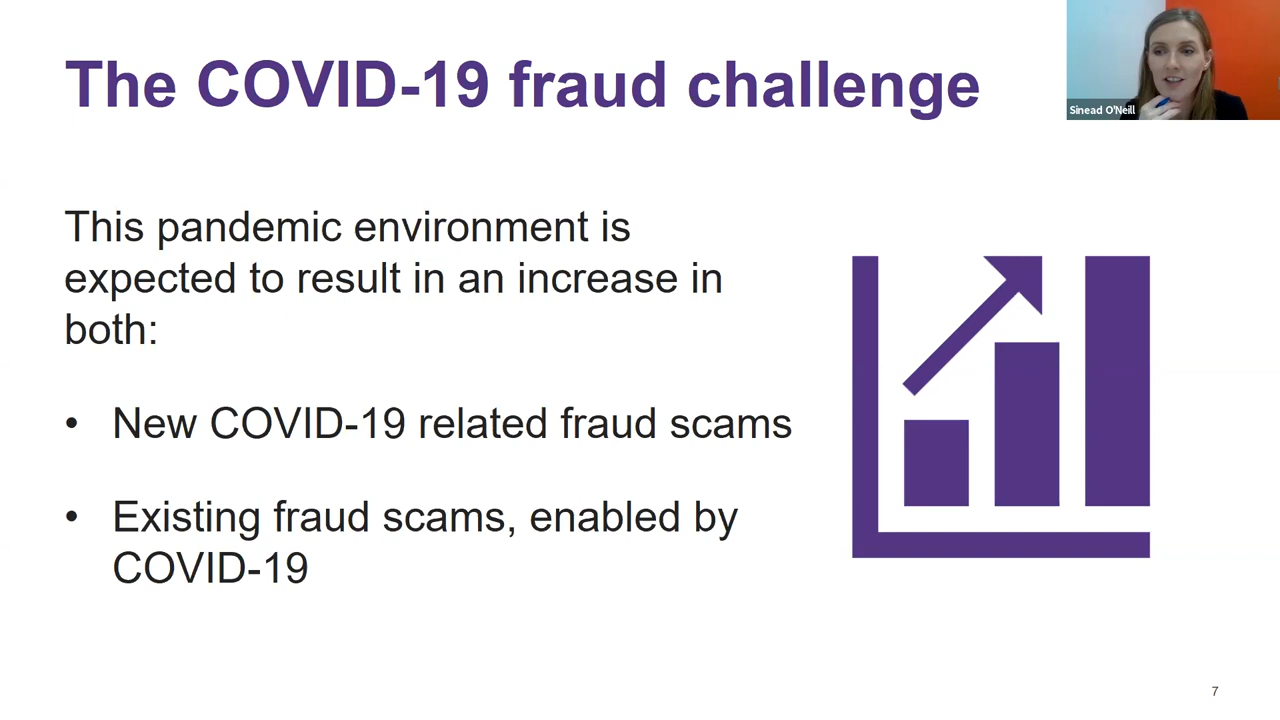 The COVID-19 fraud challenge
Sinead O'Neill
This pandemic environment is
expected to result in an increase in
both:
• New COVID-19 related fraud scams
• Existing fraud scams, enabled by
COVID-19
7